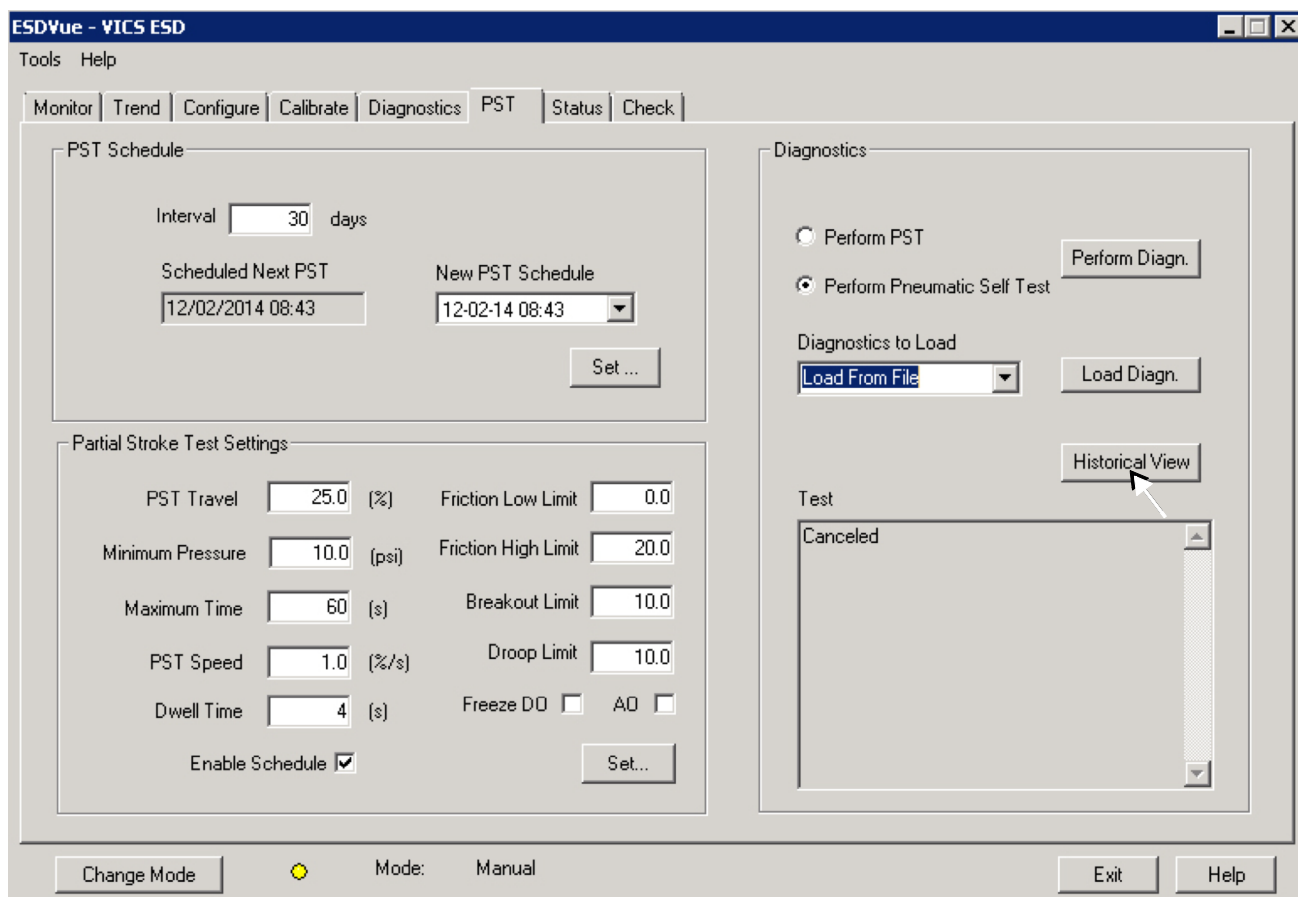 ESDVue - VICS ESD
Tools Help
Monitor Trend Configure Calibrate Diagnostics PST Status Check
PST Schedule
Interval 30 days
Scheduled Next PST
12/02/2014 08:43
New PST Schedule
12-02-14 08:43
Set ...
Partial Stroke Test Settings
PST Travel 25.0 (%)
Minimum Pressure 10.0 (psi)
Maximum Time 60 (s)
PST Speed 1.0 (%/s)
Dwell Time 4 (s)
Enable Schedule
Friction Low Limit 0.0
Friction High Limit 20.0
Breakout Limit 10.0
Droop Limit 10.0
Freeze DO AO
Set...
Diagnostics
Perform PST
Perform Pneumatic Self Test
Perform Diagn.
Diagnostics to Load
Load From File
Load Diagn.
Historical View
Test
Canceled
Change Mode
Mode: Manual
Exit
Help